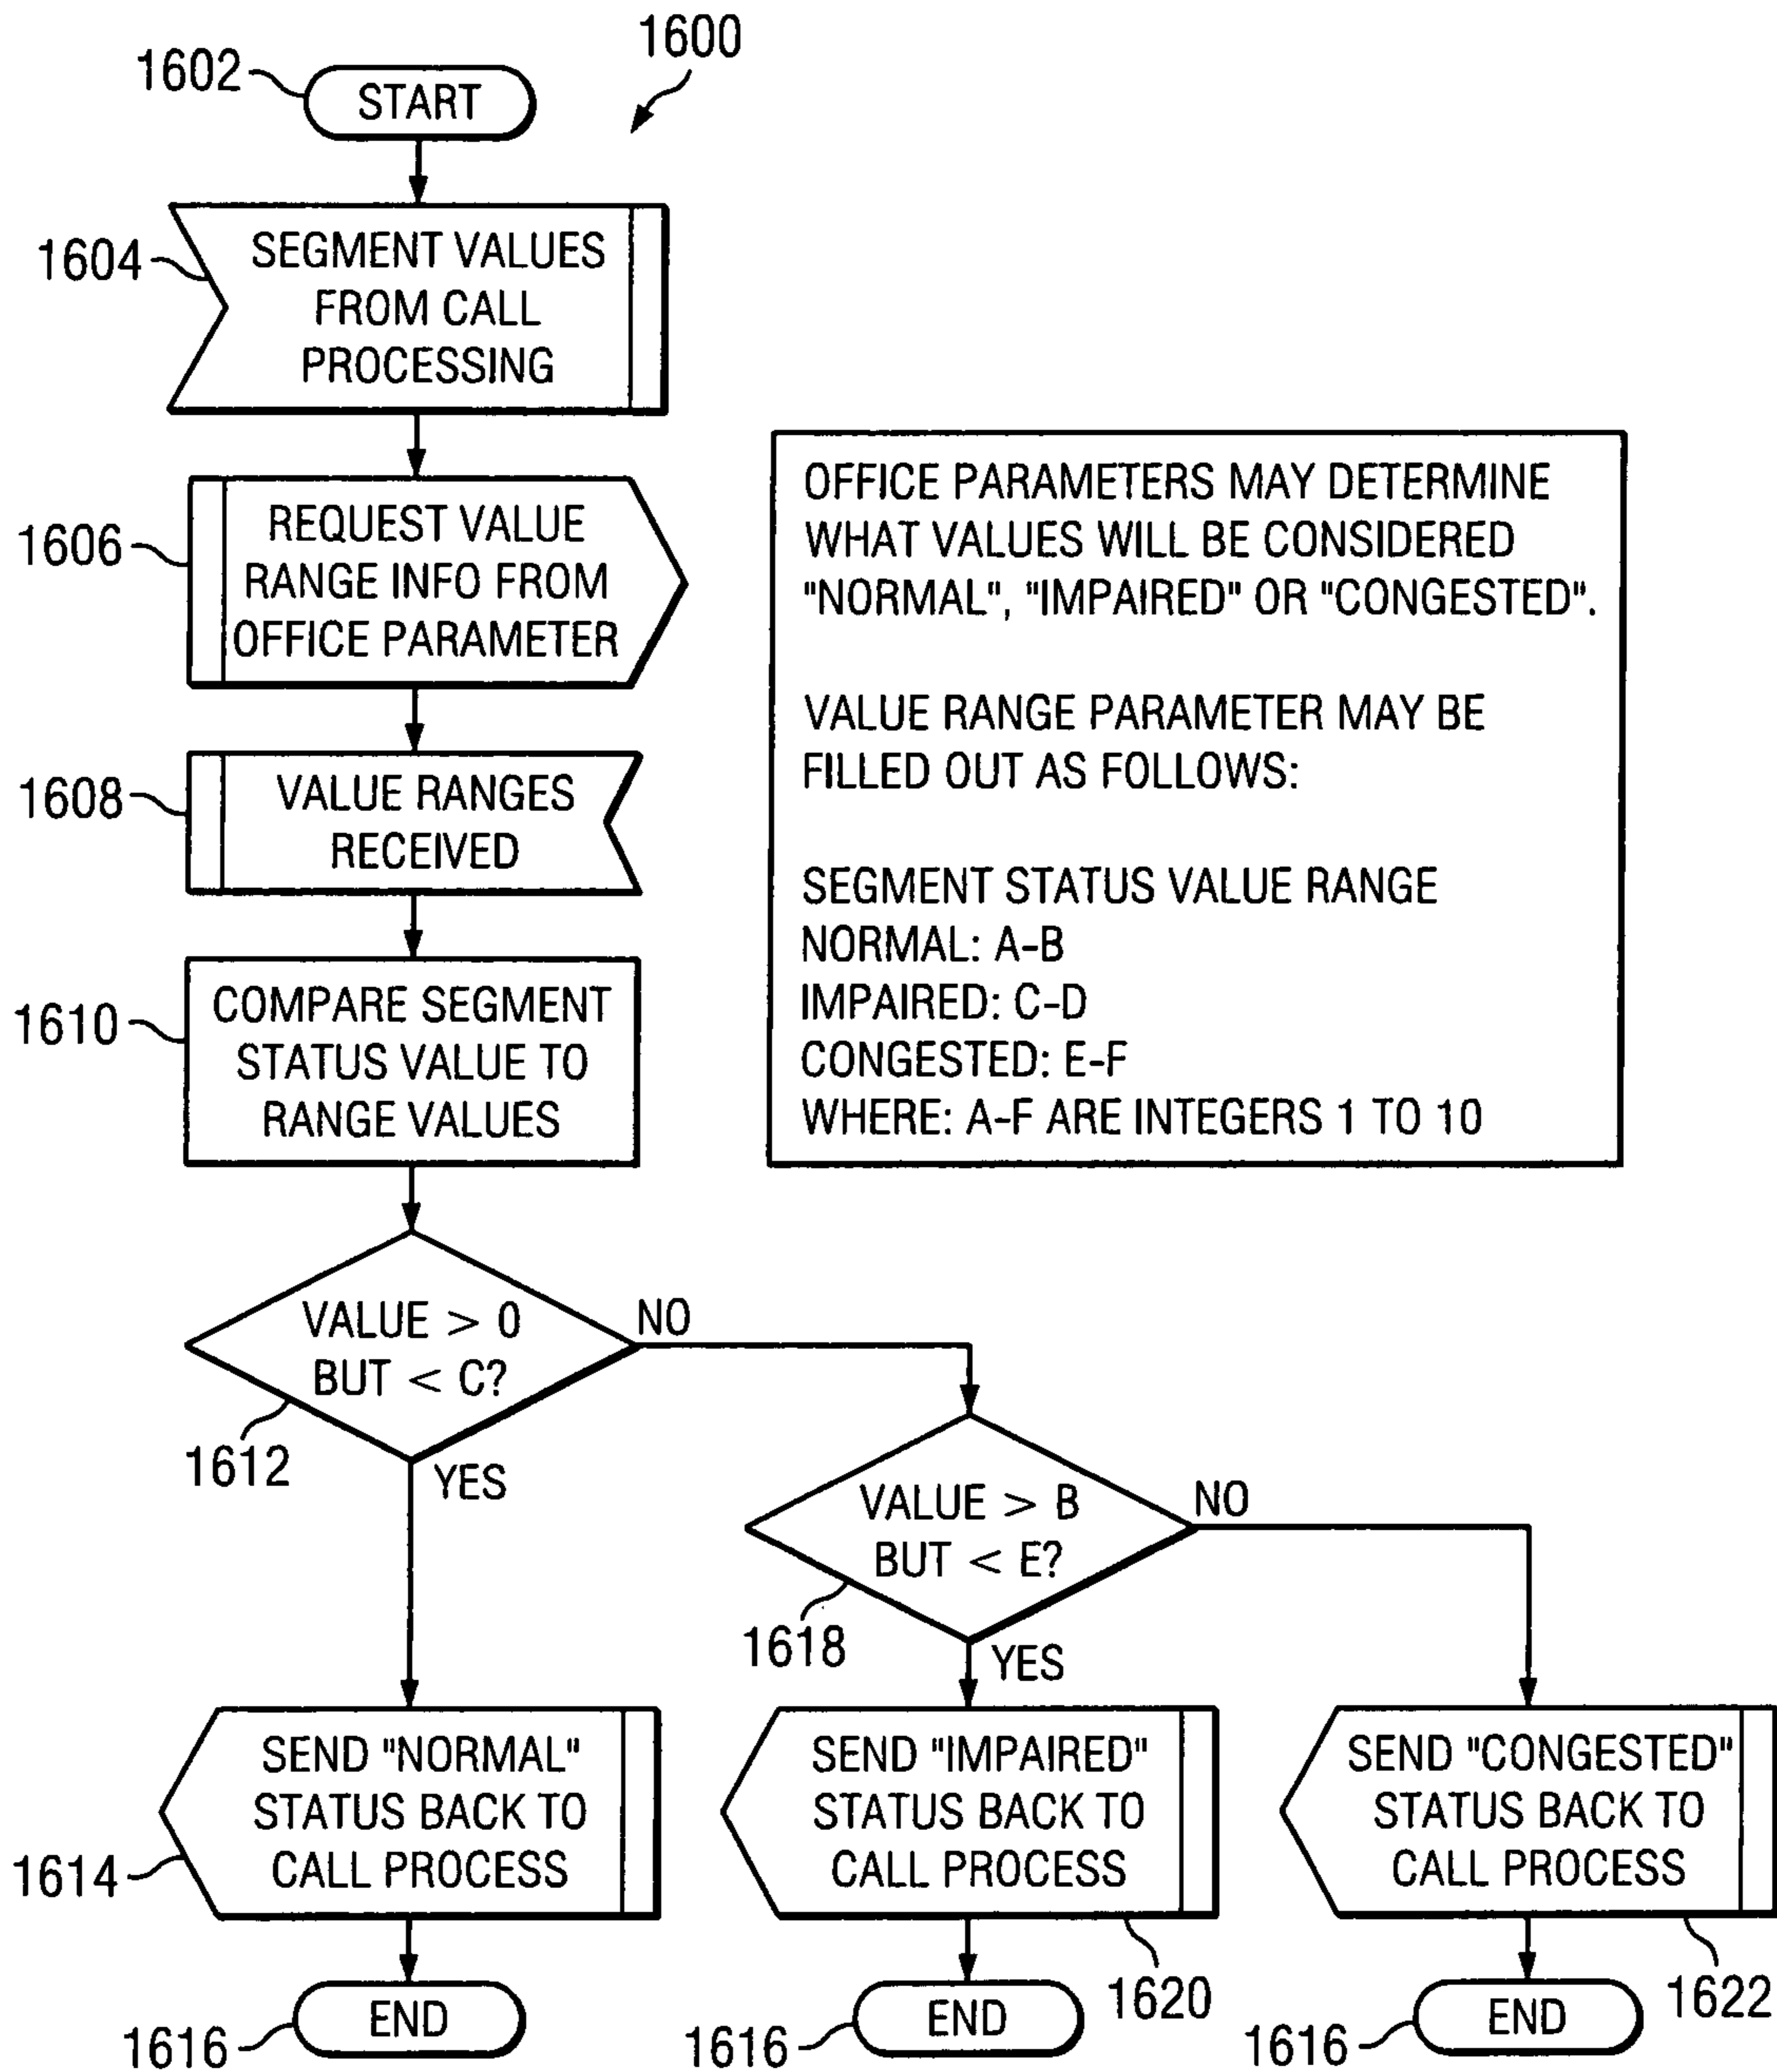 1600
1602
START
1604
SEGMENT VALUES
FROM CALL
PROCESSING
1606
REQUEST VALUE
RANGE INFO FROM
OFFICE PARAMETER
1608
VALUE RANGES
RECEIVED
1610
COMPARE SEGMENT
STATUS VALUE TO
RANGE VALUES
OFFICE PARAMETERS MAY DETERMINE
WHAT VALUES WILL BE CONSIDERED
"NORMAL", "IMPAIRED" OR "CONGESTED".
VALUE RANGE PARAMETER MAY BE
FILLED OUT AS FOLLOWS:
SEGMENT STATUS VALUE RANGE
NORMAL: A-B
IMPAIRED: C-D
CONGESTED: E-F
WHERE: A-F ARE INTEGERS 1 TO 10
VALUE > 0
BUT < C?
NO
1612
YES
VALUE > B
BUT < E?
NO
1618
YES
SEND "NORMAL"
STATUS BACK TO
CALL PROCESS
1614
SEND "IMPAIRED"
STATUS BACK TO
CALL PROCESS
1620
SEND "CONGESTED"
STATUS BACK TO
CALL PROCESS
1622
END
1616
END
1616
END
1616